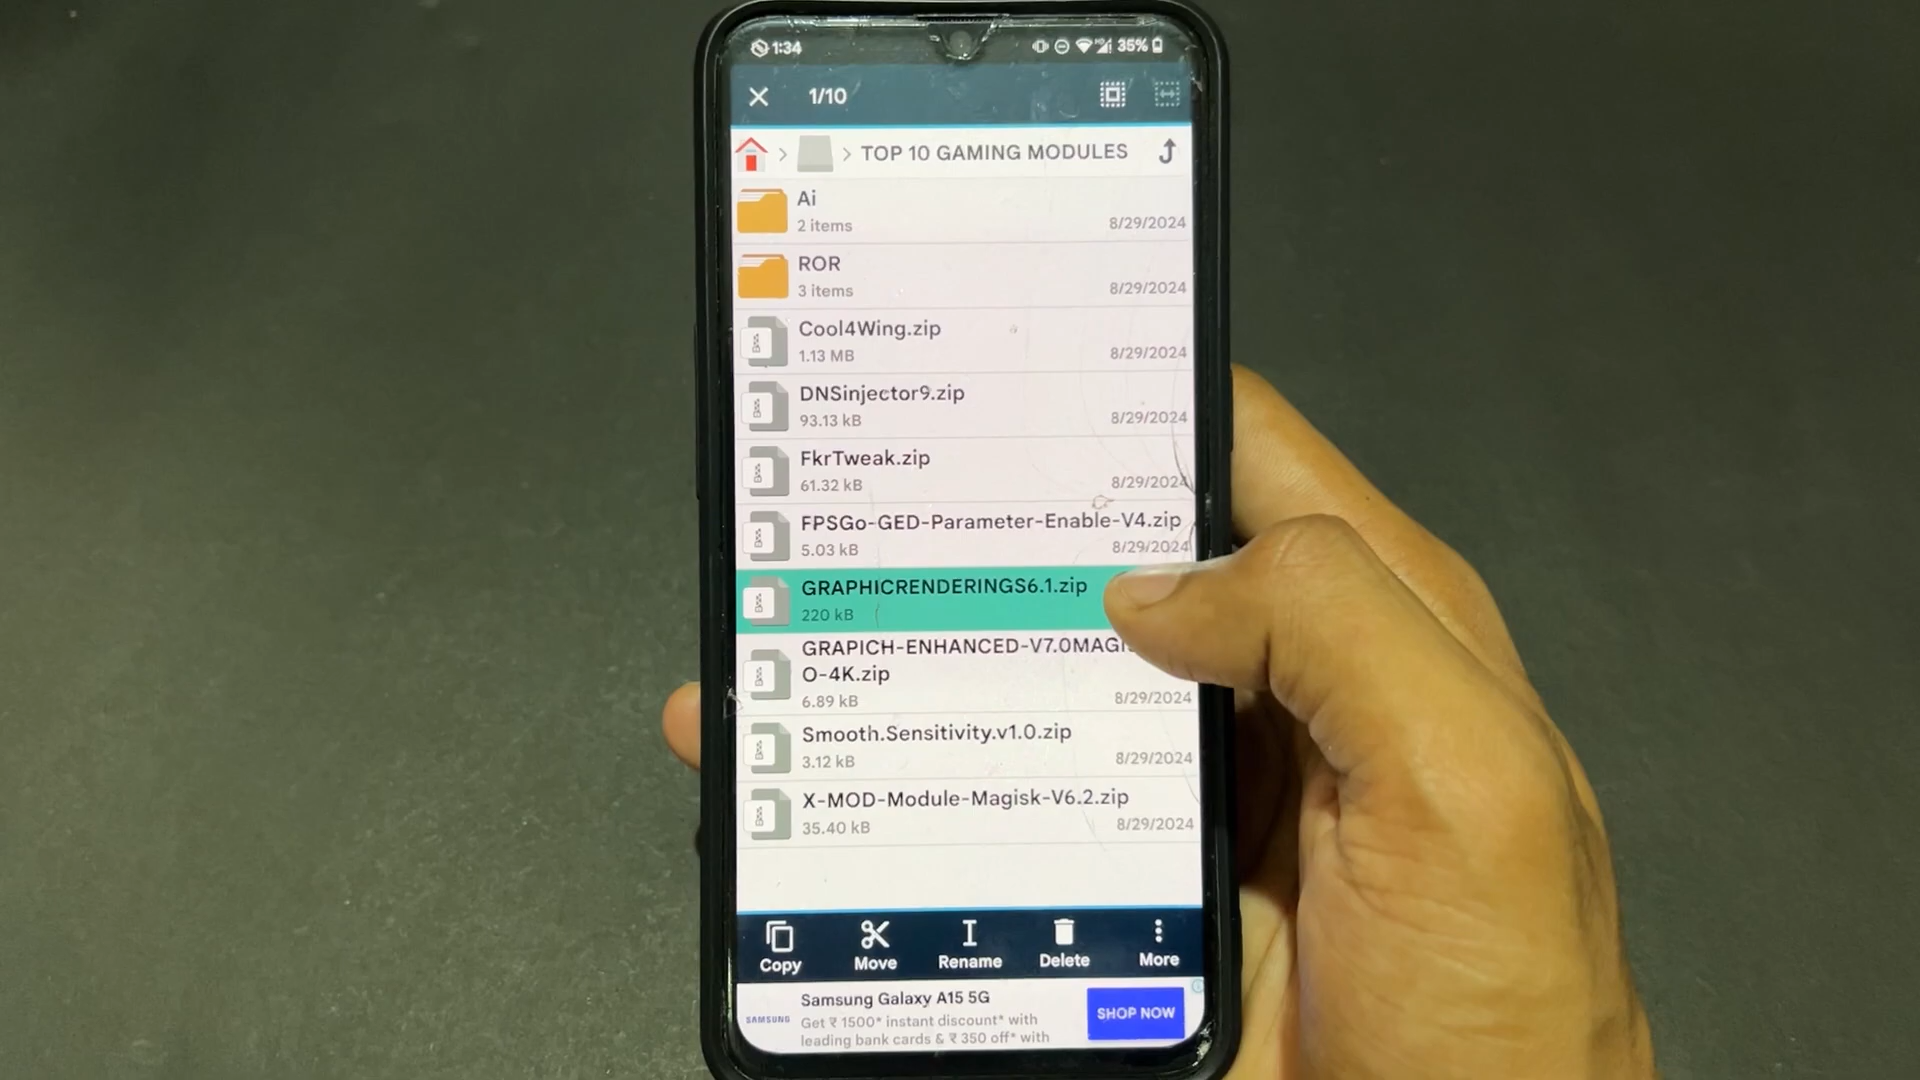 1:34
35%
1/10
TOP 10 GAMING MODULES
Ai
2 items
8/29/2024
ROR
3 items
8/29/2024
Cool4Wing.zip
1.13 MB
8/29/2024
DNSinjector9.zip
93.13 kB
8/29/2024
FkrTweak.zip
61.32 kB
8/29/2024
FPSGo-GED-Parameter-Enable-V4.zip
5.03 kB
8/29/2024
GRAPHICRENDERINGS6.1.zip
220 kB
GRAPICH-ENHANCED-V7.0MAGI
O-4K.zip
6.89 kB
8/29/2024
Smooth.Sensitivity.v1.0.zip
3.12 kB
8/29/2024
X-MOD-Module-Magisk-V6.2.zip
35.40 kB
8/29/2024
Copy
Move
Rename
Delete
More
Samsung Galaxy A15 5G
SAMSUNG
Get ₹ 1500* instant discount* with
leading bank cards & ₹ 350 off* with
SHOP NOW